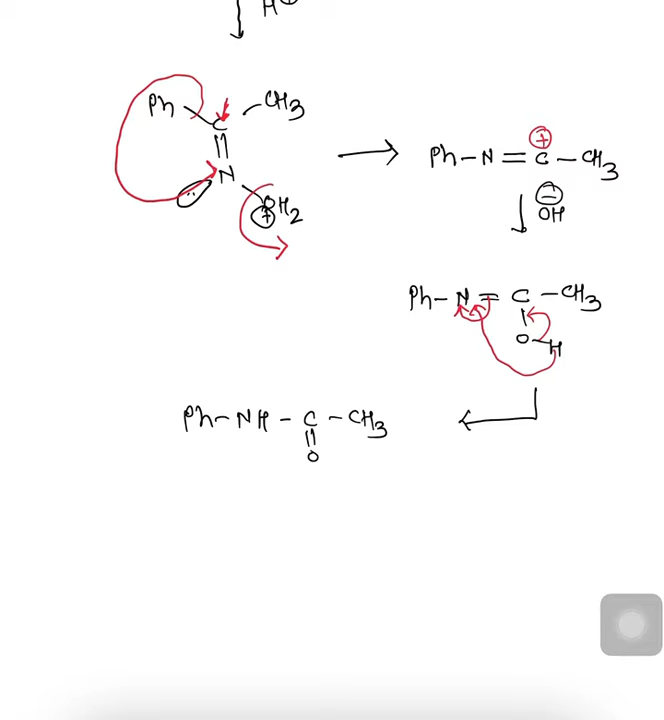 H⊕
Ph CH3
C
||
N
⊕OH2
Ph-N=C⊕-CH3
⊖OH
Ph-N=C-CH3
|
O-H
Ph-NH-C-CH3
||
O